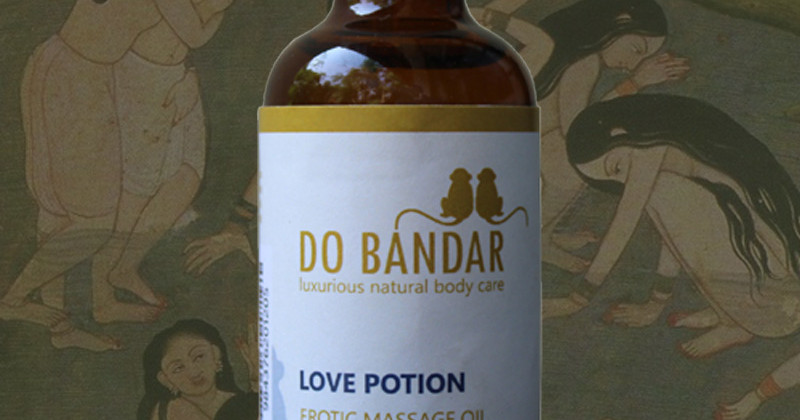 DO BANDAR
luxurious natural body care
LOVE POTION
EROTIC MASSAGE OIL